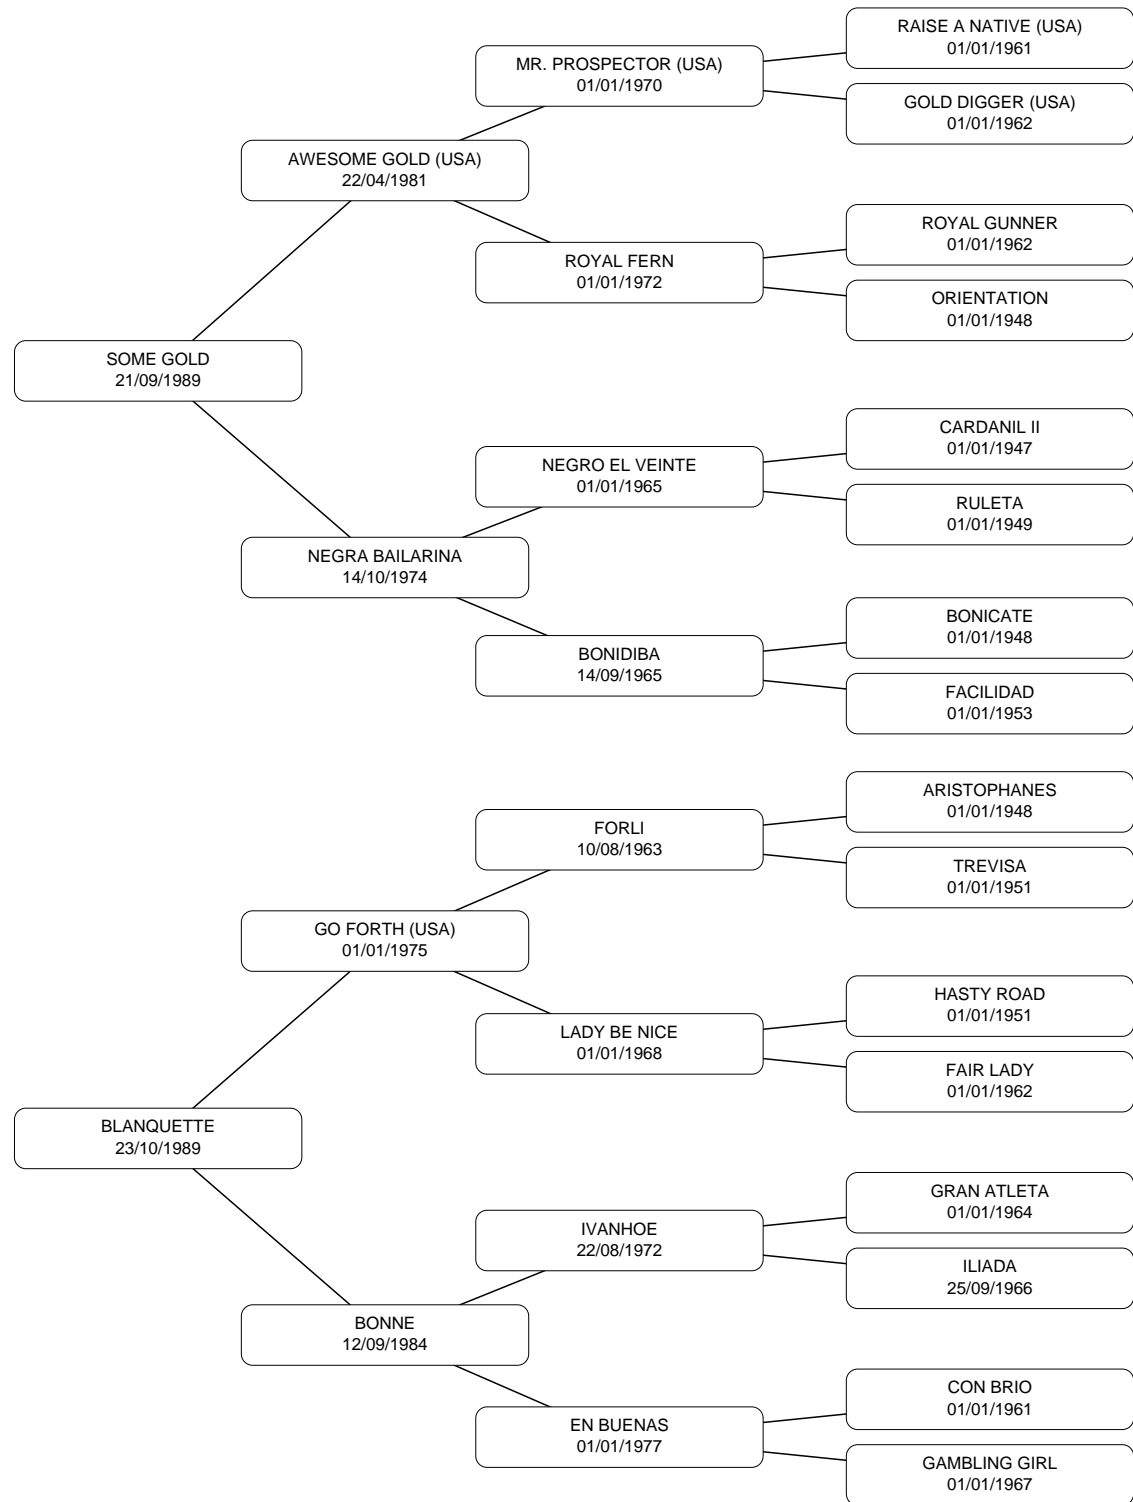 RAISE A NATIVE (USA)
01/01/1961
MR. PROSPECTOR (USA)
01/01/1970
GOLD DIGGER (USA)
01/01/1962
AWESOME GOLD (USA)
22/04/1981
ROYAL GUNNER
01/01/1962
ROYAL FERN
01/01/1972
ORIENTATION
01/01/1948
SOME GOLD
21/09/1989
CARDANIL II
01/01/1947
NEGRO EL VEINTE
01/01/1965
RULETA
01/01/1949
NEGRA BAILARINA
14/10/1974
BONICATE
01/01/1948
BONIDIBA
14/09/1965
FACILIDAD
01/01/1953
ARISTOPHANES
01/01/1948
FORLI
10/08/1963
TREVISA
01/01/1951
GO FORTH (USA)
01/01/1975
HASTY ROAD
01/01/1951
LADY BE NICE
01/01/1968
FAIR LADY
01/01/1962
BLANQUETTE
23/10/1989
GRAN ATLETA
01/01/1964
IVANHOE
22/08/1972
ILIADA
25/09/1966
BONNE
12/09/1984
CON BRIO
01/01/1961
EN BUENAS
01/01/1977
GAMBLING GIRL
01/01/1967